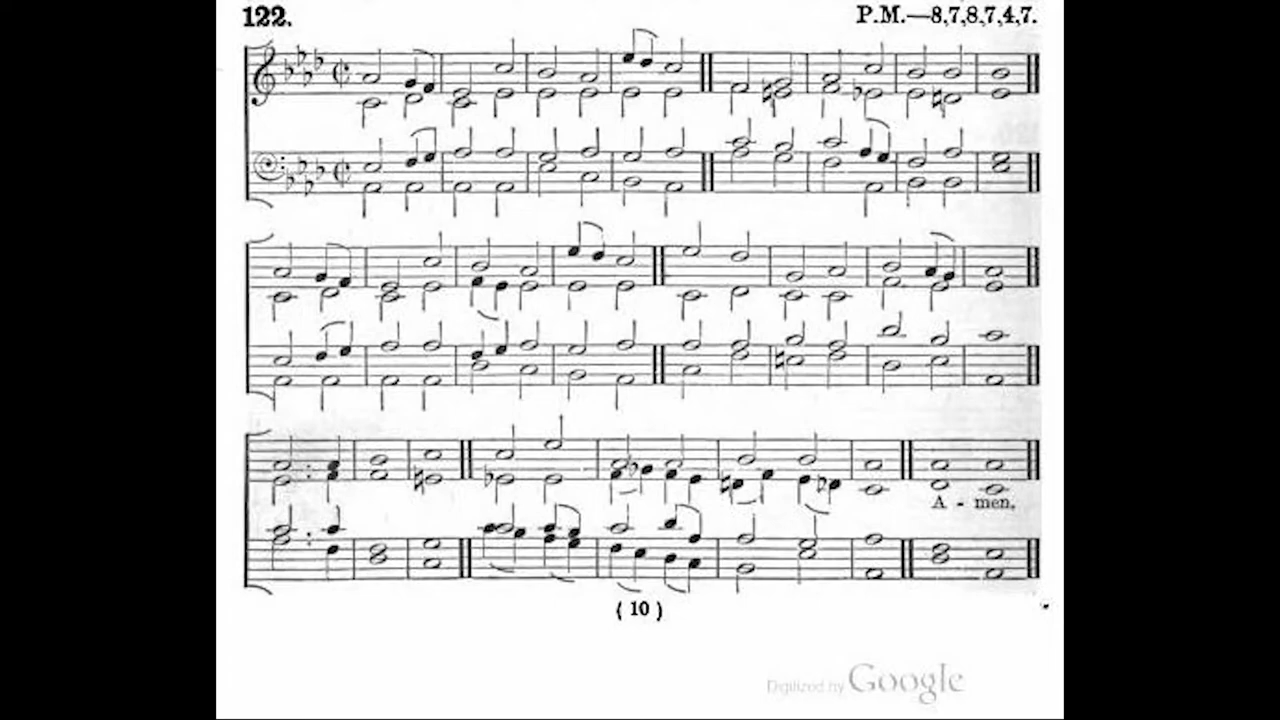 122.
P.M.—8,7,8,7,4,7.
A - men.
( 10 )
Digitized by Google